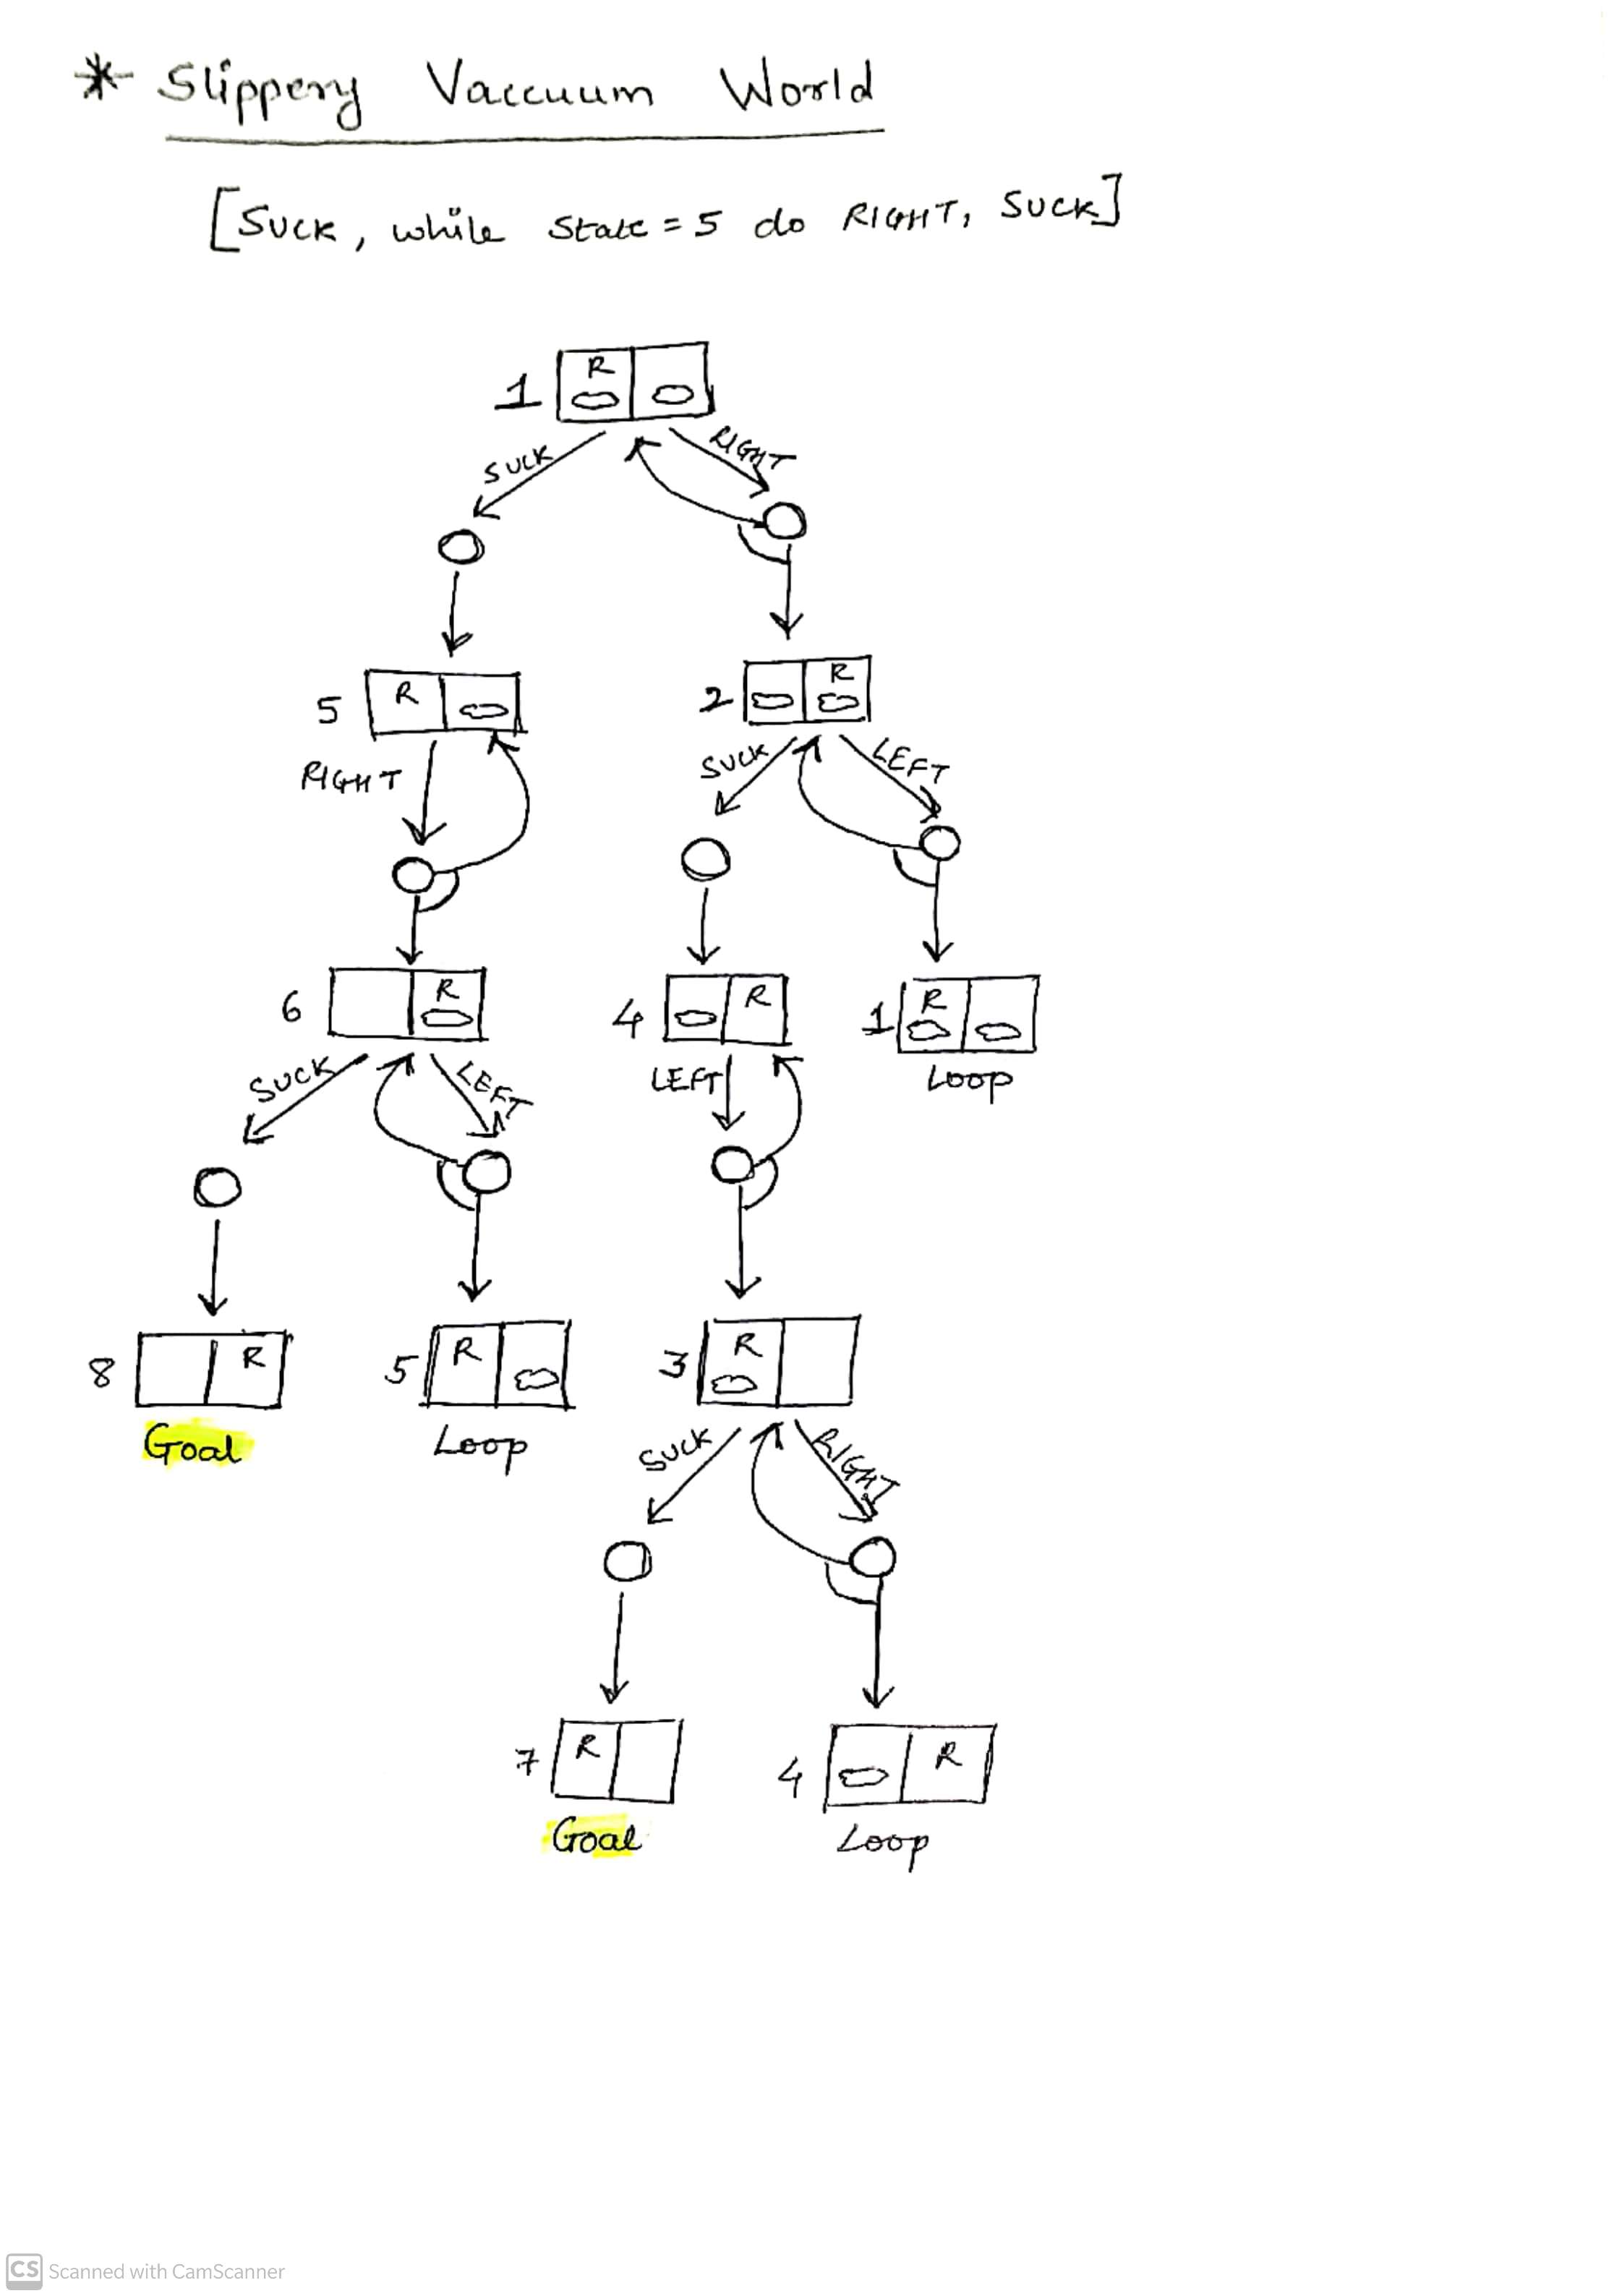 * Slippery Vaccuum World
[SUCK, while state = 5 do RIGHT, SUCK]
1 R
SUCK RIGHT
5 R 2 R
RIGHT SUCK LEFT
6 R 4 R 1 R
SUCK LEFT LEFT Loop
8 R 5 R 3 R
Goal Loop SUCK RIGHT
7 R 4 R
Goal Loop
CS Scanned with CamScanner